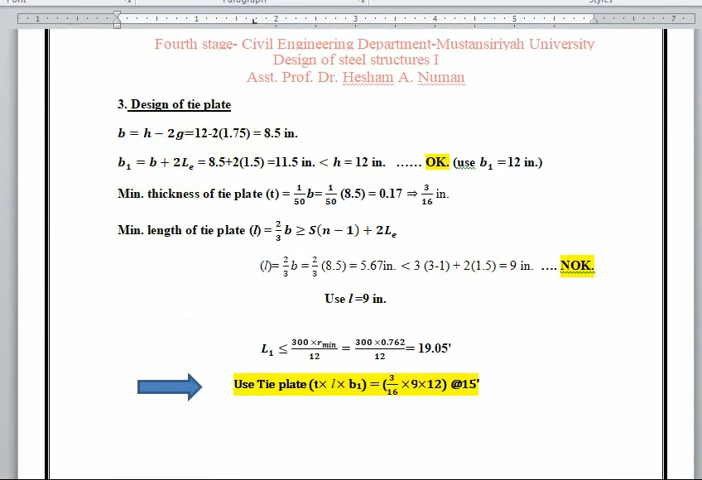 Fourth stage- Civil Engineering Department-Mustansiriyah University
Design of steel structures I
Asst. Prof. Dr. Hesham A. Numan
3. Design of tie plate
b = h − 2g=12-2(1.75) = 8.5 in.
b₁ = b + 2Lₑ = 8.5+2(1.5) =11.5 in. < h = 12 in. ...... OK. (use b₁ =12 in.)
Min. thickness of tie plate (t) = 1/50 b= 1/50 (8.5) = 0.17 ⇒ 3/16 in.
Min. length of tie plate (l) = 2/3 b ≥ S(n − 1) + 2Lₑ
(l)= 2/3 b = 2/3 (8.5) = 5.67in. < 3 (3-1) + 2(1.5) = 9 in. .... NOK.
Use l =9 in.
L₁ ≤ 300 ×rₘᵢₙ/12 = 300 ×0.762/12 = 19.05'
Use Tie plate (t× l× b₁) = (3/16 ×9×12) @15'